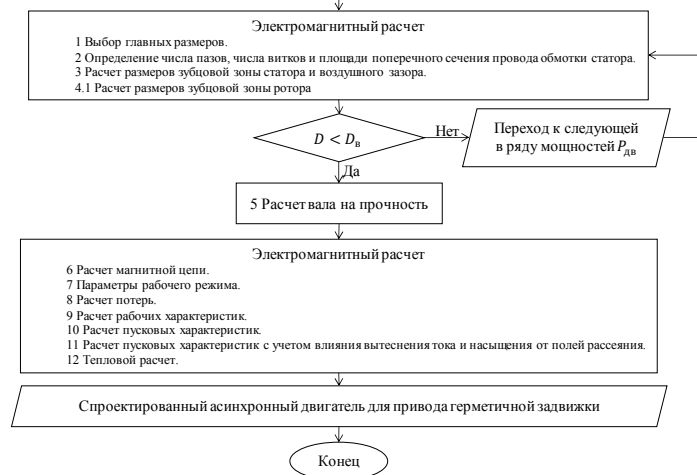 Электромагнитный расчет
1 Выбор главных размеров.
2 Определение числа пазов, числа витков и площади поперечного сечения провода обмотки статора.
3 Расчет размеров зубцовой зоны статора и воздушного зазора.
4.1 Расчет размеров зубцовой зоны ротора
D < Dв
Нет
Переход к следующей
в ряду мощностей Pдв
Да
5 Расчет вала на прочность
Электромагнитный расчет
6 Расчет магнитной цепи.
7 Параметры рабочего режима.
8 Расчет потерь.
9 Расчет рабочих характеристик.
10 Расчет пусковых характеристик.
11 Расчет пусковых характеристик с учетом влияния вытеснения тока и насыщения от полей рассеяния.
12 Тепловой расчет.
Спроектированный асинхронный двигатель для привода герметичной задвижки
Конец